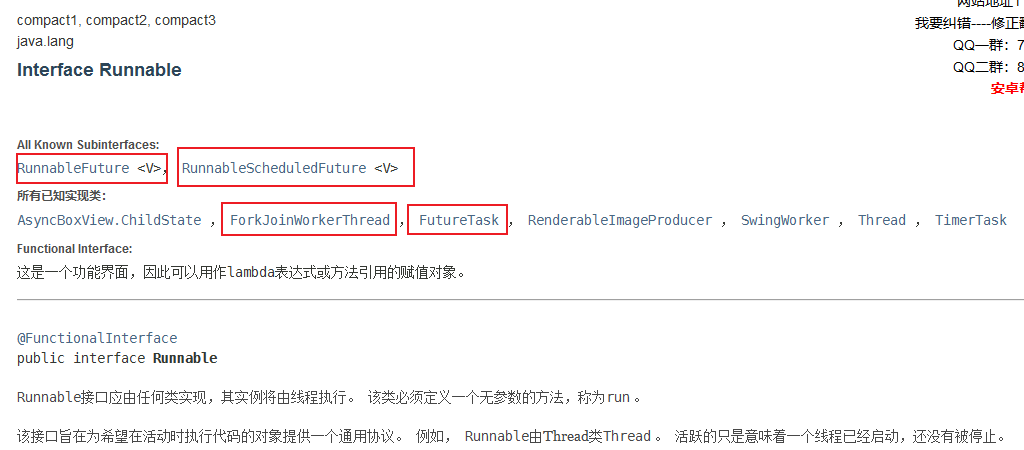 compact1, compact2, compact3
java.lang
Interface Runnable
网站地址
我要纠错----修正
QQ一群：7
QQ二群：8
安卓
All Known Subinterfaces:
RunnableFuture <V>， RunnableScheduledFuture <V>
所有已知实现类：
AsyncBoxView.ChildState ， ForkJoinWorkerThread ， FutureTask ， RenderableImageProducer ， SwingWorker ， Thread ， TimerTask
Functional Interface:
这是一个功能界面，因此可以用作lambda表达式或方法引用的赋值对象。
@FunctionalInterface
public interface Runnable
Runnable接口应由任何类实现，其实例将由线程执行。 该类必须定义一个无参数的方法，称为run 。
该接口旨在为希望在活动时执行代码的对象提供一个通用协议。 例如， Runnable由Thread类Thread 。 活跃的只是意味着一个线程已经启动，还没有被停止。